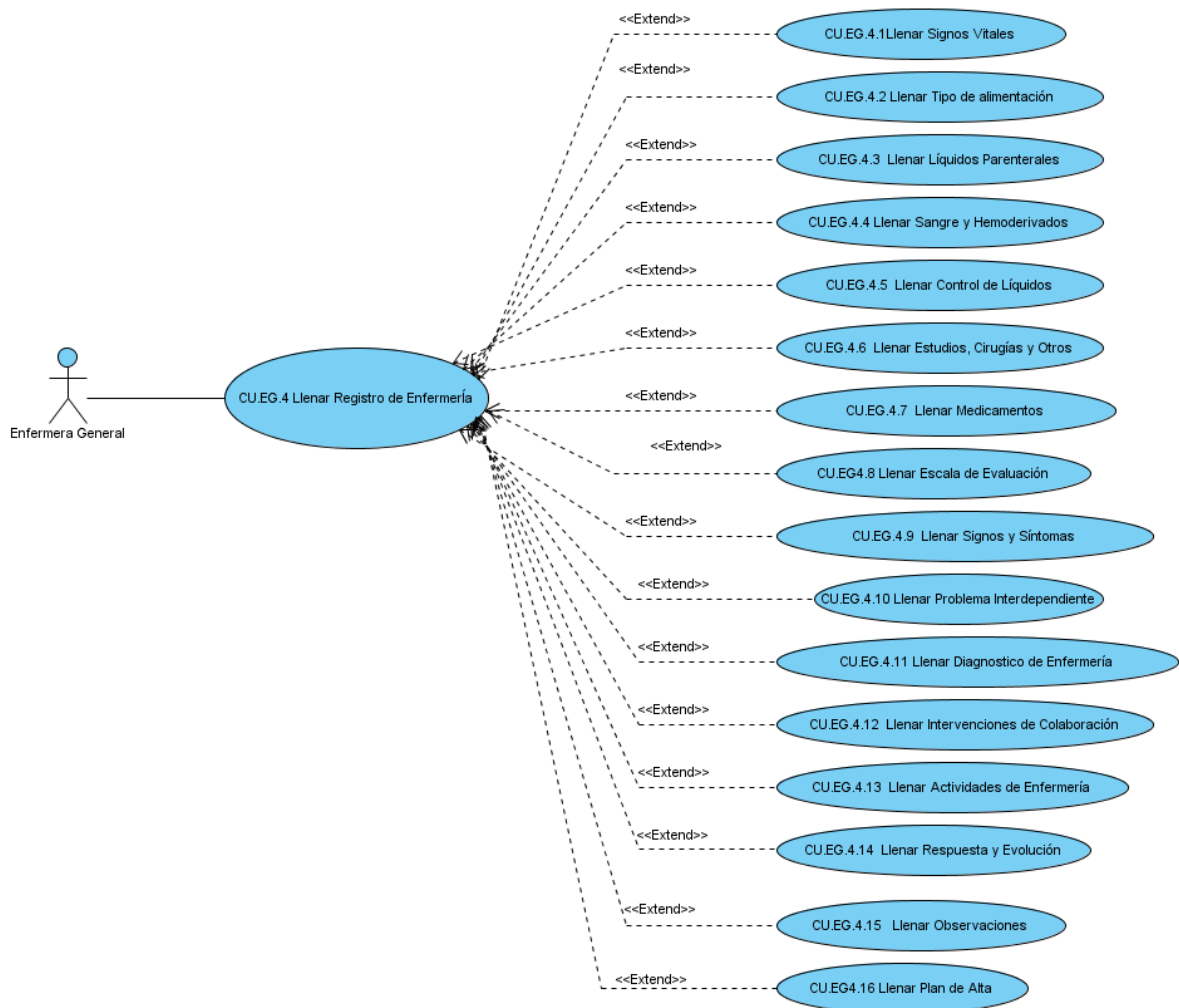 <<Extend>>
CU.EG.4.1Llenar Signos Vitales
<<Extend>>
CU.EG.4.2 Llenar Tipo de alimentación
<<Extend>>
CU.EG.4.3 Llenar Líquidos Parenterales
<<Extend>>
CU.EG.4.4 Llenar Sangre y Hemoderivados
<<Extend>>
CU.EG.4.5 Llenar Control de Líquidos
<<Extend>>
CU.EG.4.6 Llenar Estudios, Cirugías y Otros
<<Extend>>
CU.EG.4.7 Llenar Medicamentos
<<Extend>>
CU.EG4.8 Llenar Escala de Evaluación
<<Extend>>
CU.EG.4.9 Llenar Signos y Síntomas
<<Extend>>
CU.EG.4.10 Llenar Problema Interdependiente
<<Extend>>
CU.EG.4.11 Llenar Diagnostico de Enfermería
<<Extend>>
CU.EG.4.12 Llenar Intervenciones de Colaboración
<<Extend>>
CU.EG.4.13 Llenar Actividades de Enfermería
<<Extend>>
CU.EG.4.14 Llenar Respuesta y Evolución
<<Extend>>
CU.EG.4.15 Llenar Observaciones
<<Extend>>
CU.EG4.16 Llenar Plan de Alta
CU.EG.4 Llenar Registro de Enfermería
Enfermera General